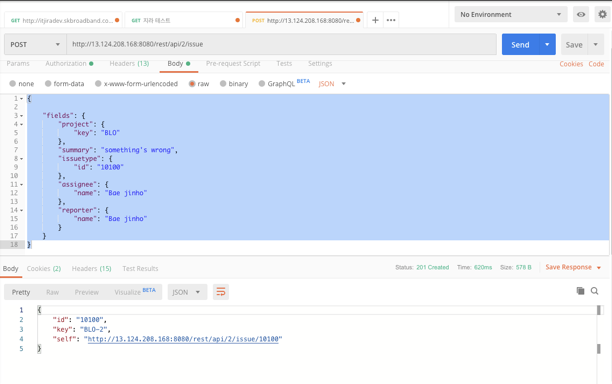 GET http://itjiradev.skbroadband.co... GET 지라 테스트 POST http://13.124.208.168:8080/re... + ••• No Environment
POST http://13.124.208.168:8080/rest/api/2/issue Send Save
Params Authorization Headers (13) Body Pre-request Script Tests Settings Cookies Code
none form-data x-www-form-urlencoded raw binary GraphQL BETA JSON
1 {
2
3 "fields": {
4 "project": {
5 "key": "BLO"
6 },
7 "summary": "something's wrong",
8 "issuetype": {
9 "id": "10100"
10 },
11 "assignee": {
12 "name": "Bae jinho"
13 },
14 "reporter": {
15 "name": "Bae jinho"
16 }
17 }
18 }
Body Cookies (2) Headers (15) Test Results Status: 201 Created Time: 620ms Size: 578 B Save Response
Pretty Raw Preview Visualize BETA JSON
1 {
2 "id": "10100",
3 "key": "BLO-2",
4 "self": "http://13.124.208.168:8080/rest/api/2/issue/10100"
5 }